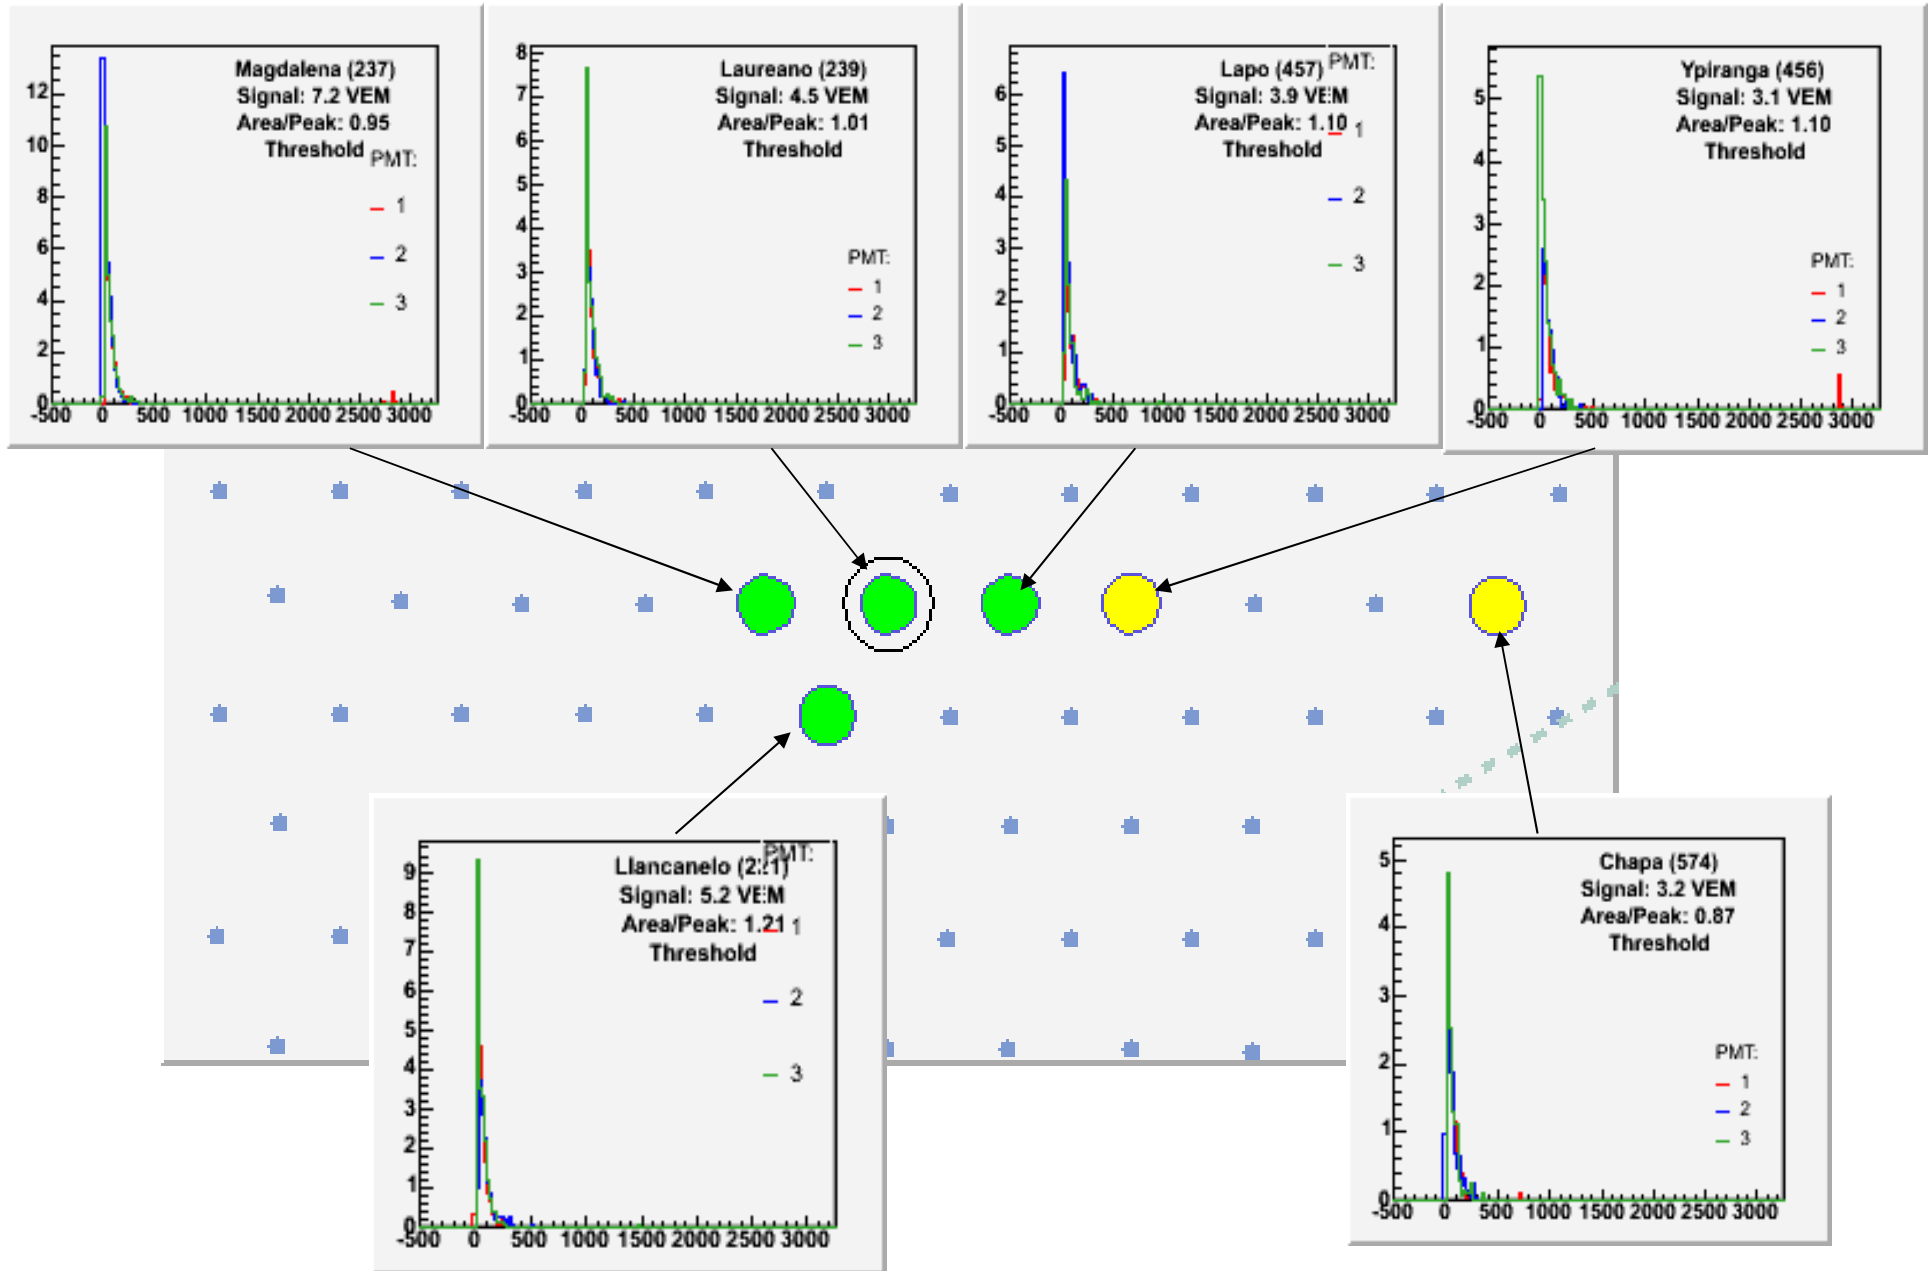 Magdalena (237)
Signal: 7.2 VEM
Area/Peak: 0.95
Threshold
PMT:
1
2
3
12
10
8
6
4
2
0
-500 0 500 1000 1500 2000 2500 3000
Laureano (239)
Signal: 4.5 VEM
Area/Peak: 1.01
Threshold
PMT:
1
2
3
8
7
6
5
4
3
2
1
0
-500 0 500 1000 1500 2000 2500 3000
Lapo (457)
Signal: 3.9 VEM
Area/Peak: 1.10
Threshold
PMT:
1
2
3
6
5
4
3
2
1
0
-500 0 500 1000 1500 2000 2500 3000
Ypiranga (456)
Signal: 3.1 VEM
Area/Peak: 1.10
Threshold
PMT:
1
2
3
5
4
3
2
1
0
-500 0 500 1000 1500 2000 2500 3000
Llancanelo
Signal: 5.2 VEM
Area/Peak: 1.21
Threshold
PMT:
1
2
3
9
8
7
6
5
4
3
2
1
0
-500 0 500 1000 1500 2000 2500 3000
Chapa (574)
Signal: 3.2 VEM
Area/Peak: 0.87
Threshold
PMT:
1
2
3
5
4
3
2
1
0
-500 0 500 1000 1500 2000 2500 3000